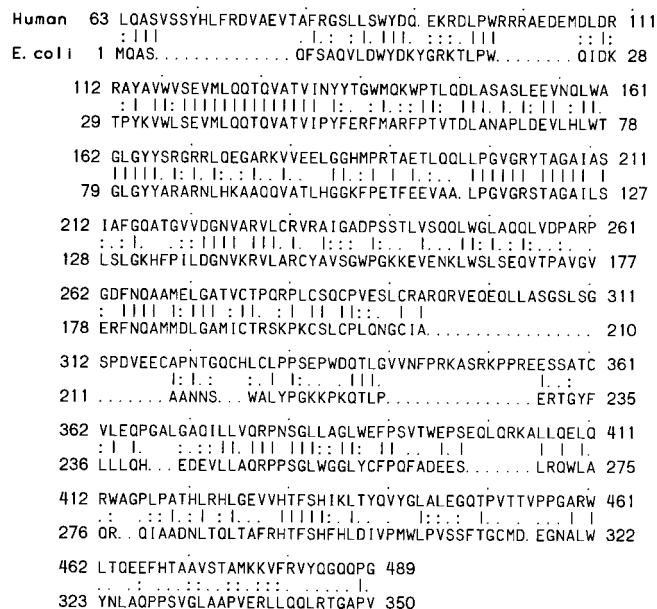 Human 63 LQASVSSYHLFRDVAEVTAFRGSLLSWYDQ.EKRDLPWRRRAEDEMDLDR 111
E.coli 1 MQAS..............QFSAQVLDWYDKYGRKTLPW........QIDK 28
112 RAYAVWVSEVMLQQTQVATVINYYTGWMQKWPTLQDLASASLEEVNQLWA 161
29 TPYKVWLSEVMLQQTQVATVIPYFERFMARFPTVTDLANAPLDEVLHLWT 78
162 GLGYYSRGRRLQEGARKVVEELGGHMPRTAETLQQLLPGVGRYTAGAIAS 211
79 GLGYYARARNLHKAAQQVATLHGGKFPETFEEVAA.LPGVGRSTAGAILS 127
212 IAFGQATGVVDGNVARVLCRVRAIGADPSSTLVSQQLWGLAQQLVDPARP 261
128 LSLGKHFPILDGNVKRVLARCYAVSGWPGKKEVENKLWSLSEQVTPAVGV 177
262 GDFNQAAMELGATVCTPQRPLCSQCPVESLCRARQRVEQEQLLASGSLSG 311
178 ERFNQAMMDLGAMICTRSKPKCSLCPLQNGCIA................. 210
312 SPDVEECAPNTGQCHLCLPPSEPWDQTLGVVNFPRKASRKPPREESSATC 361
211 .......AANNS...WALYPGKKPKQTLP...............ERTGYF 235
362 VLEQPGALGAQILLVQRPNSGLLAGLWEFPSVTWEPSEQLQRKALLQELQ 411
236 LLLQH...EDEVLLAQRPPSGLWGGLYCFPQFADEES.......LRQWLA 275
412 RWAGPLPATHLRHLGEVVHTFSHIKLTYQVYGLALEGQTPVTTVPPGARW 461
276 QR..QIAADNLTQLTAFRHTFSHFHLDIVPMWLPVSSFTGCMD.EGNALW 322
462 LTQEEFHTAAVSTAMKKVFRVYQGQQPG 489
323 YNLAQPPSVGLAAPVERLLQQLRTGAPV 350